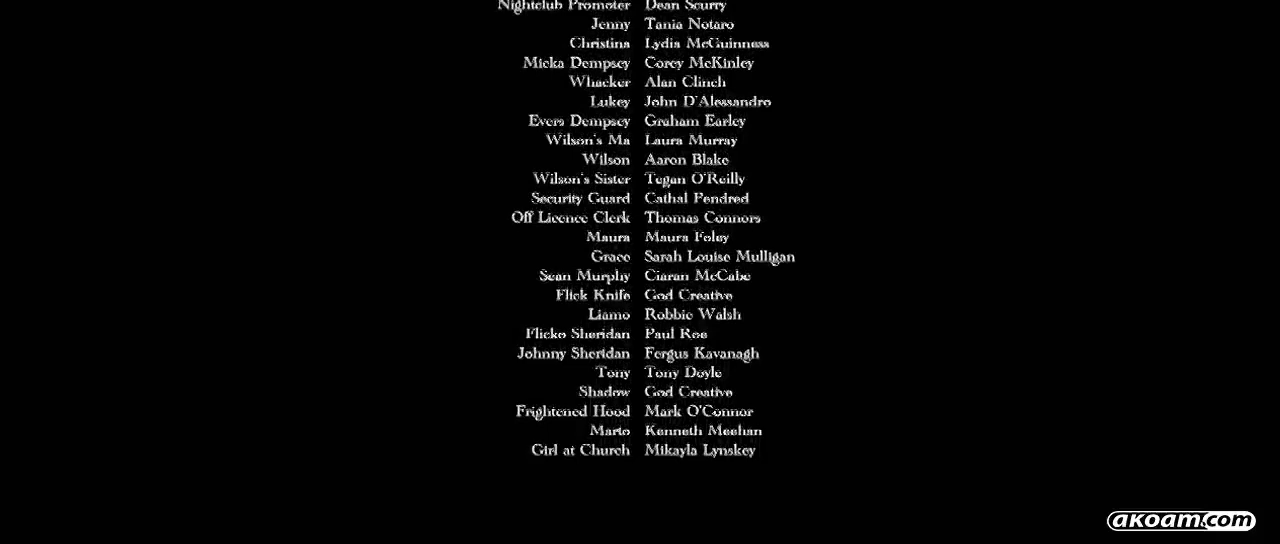 Nightclub Promoter Dean Scurry
Jenny Tania Notaro
Christina Lydia McGuinness
Micka Dempsey Corey McKinley
Whacker Alan Clinch
Lukey John D'Alessandro
Evers Dempsey Graham Earley
Wilson's Ma Laura Murray
Wilson Aaron Blake
Wilson's Sister Tegan O'Reilly
Security Guard Cathal Pendred
Off Licence Clerk Thomas Connors
Maura Maura Foley
Grace Sarah Louise Mulligan
Sean Murphy Ciaran McCabe
Flick Knife God Creative
Liamo Robbie Walsh
Flicko Sheridan Paul Roe
Johnny Sheridan Fergus Kavanagh
Tony Tony Doyle
Shadow God Creative
Frightened Hood Mark O'Connor
Marto Kenneth Meehan
Girl at Church Mikayla Lynskey
akoam.com